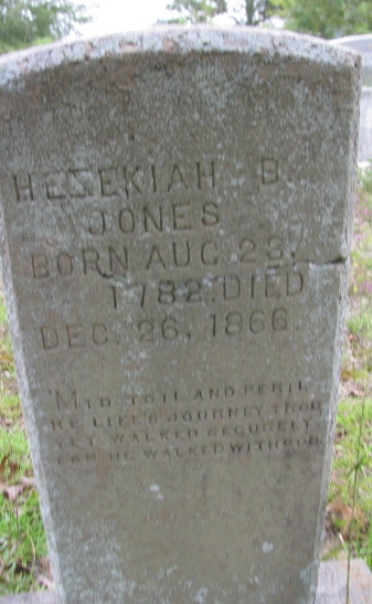 HEZEKIAH B.
JONES
BORN AUG. 23,
1782. DIED
DEC. 26, 1866.
'MID TOIL AND PERIL
HE LIFE'S JOURNEY TROD
YET WALKED SECURELY
FOR HE WALKED WITH GOD.